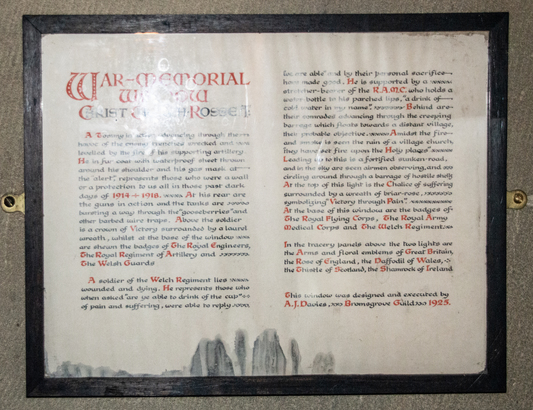 WAR-MEMORIAL
WINDOW
CHRIST CHURCH ROSSETT
A Tommy in action advancing through the
havoc of the enemy trenches wrecked and
levelled by the fire of his supporting artillery.
He in fur coat with waterproof sheet thrown
around his shoulder and his gas mask at
the "alert", represents those who were a wall
or a protection to us all in those past dark
days of 1914 - 1918. At his rear are
the guns in action and the tanks are
bursting a way through the "gooseberries" and
other barbed wire traps. Above the soldier
is a crown of Victory surrounded by a laurel
wreath, whilst at the base of the window
are shewn the badges of The Royal Engineers,
The Royal Regiment of Artillery and
The Welsh Guards
A soldier of the Welch Regiment lies
wounded and dying. He represents those who
when asked "are ye able to drink of the cup"
of pain and suffering, were able to reply
"we are able" and by their personal sacrifice
have made good. He is supported by a
stretcher-bearer of the R.A.M.C. who holds a
water-bottle to his parched lips, "a drink of
cold water in my name". Behind are
their comrades advancing through the creeping
barrage which floats towards a distant village,
their probable objective. Amidst the fire
and smoke is seen the ruin of a village church,
"They have set fire upon the Holy places"
Leading up to this is a fortified sunken-road,
and in the sky are seen airmen observing, and
circling around through a barrage of hostile shells
At the top of this light is the Chalice of suffering
surrounded by a wreath of briar-rose,
symbolizing "Victory through Pain".
At the base of this window are the badges of
The Royal Flying Corps, The Royal Army
Medical Corps and The Welch Regiment.
In the tracery panels above the two lights are
the Arms and floral emblems of Great Britain,
the Rose of England, the Daffodil of Wales,
the Thistle of Scotland, the Shamrock of Ireland
This window was designed and executed by
A.J. Davies, Bromsgrove Guild 1925.